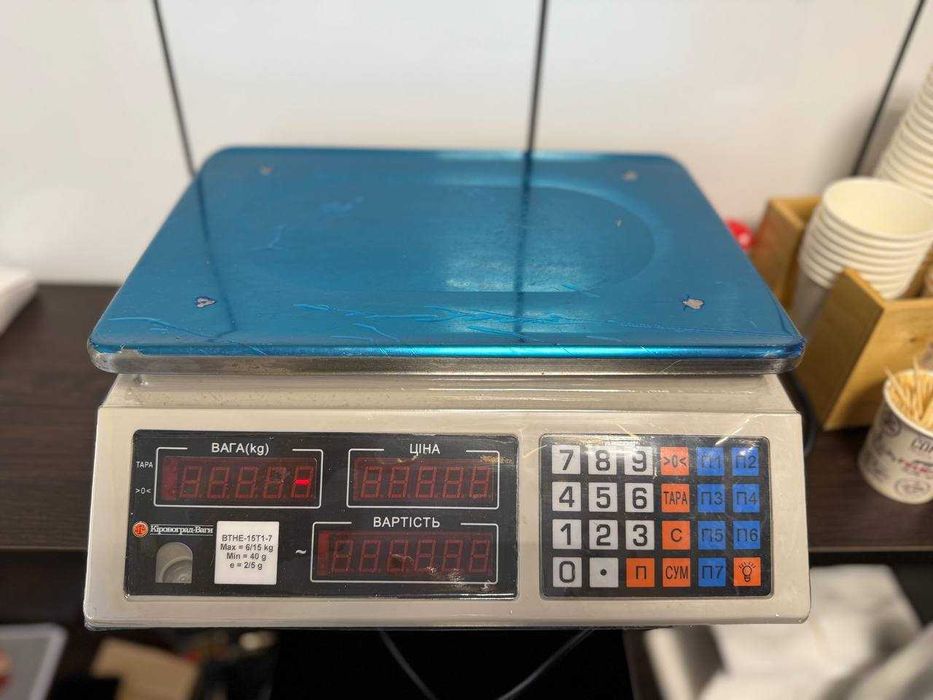 ВАГА(kg)
ЦІНА
ТАРА
>0<
ВАРТІСТЬ
Кіровоград-Ваги
ВТНЕ-15Т1-7
Max = 6/15 kg
Min = 40 g
e = 2/5 g
~
7 8 9 >0< П1 П2
4 5 6 ТАРА П3 П4
1 2 3 С П5 П6
0 • П СУМ П7